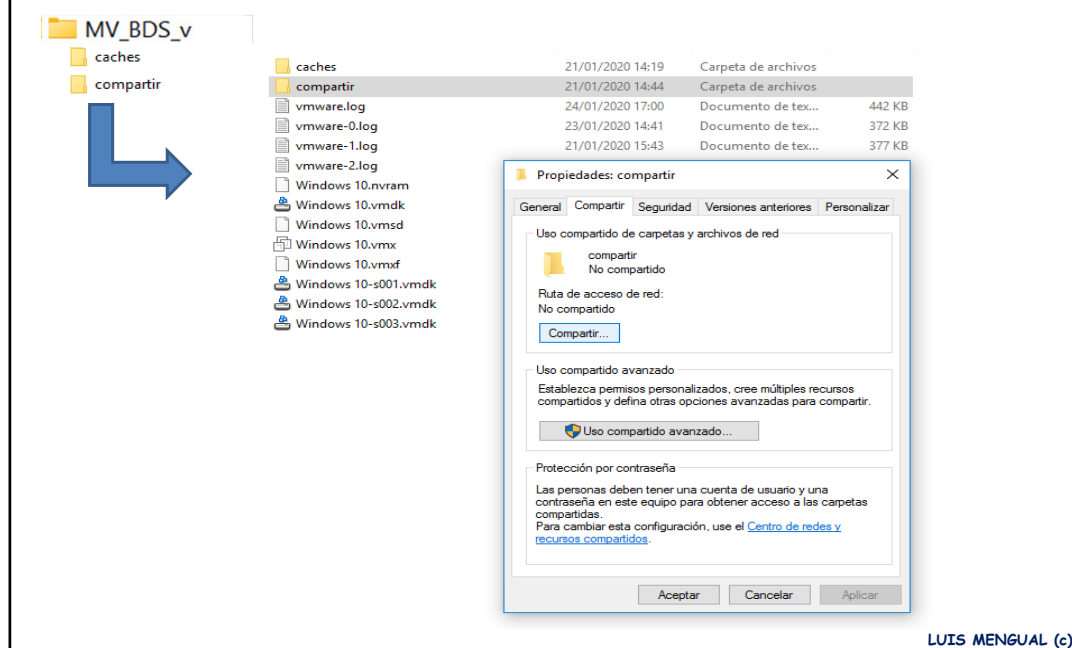 MV_BDS_v
caches
compartir
caches 21/01/2020 14:19 Carpeta de archivos
compartir 21/01/2020 14:44 Carpeta de archivos
vmware.log 24/01/2020 17:00 Documento de tex... 442 KB
vmware-0.log 23/01/2020 14:41 Documento de tex... 372 KB
vmware-1.log 21/01/2020 15:43 Documento de tex... 377 KB
vmware-2.log
Windows 10.nvram
Windows 10.vmdk
Windows 10.vmsd
Windows 10.vmx
Windows 10.vmxf
Windows 10-s001.vmdk
Windows 10-s002.vmdk
Windows 10-s003.vmdk
Propiedades: compartir
General Compartir Seguridad Versiones anteriores Personalizar
Uso compartido de carpetas y archivos de red
compartir
No compartido
Ruta de acceso de red:
No compartido
Compartir...
Uso compartido avanzado
Establezca permisos personalizados, cree múltiples recursos
compartidos y defina otras opciones avanzadas para compartir.
Uso compartido avanzado...
Protección por contraseña
Las personas deben tener una cuenta de usuario y una
contraseña en este equipo para obtener acceso a las carpetas
compartidas.
Para cambiar esta configuración, use el Centro de redes y
recursos compartidos.
Aceptar Cancelar Aplicar
LUIS MENGUAL (c)